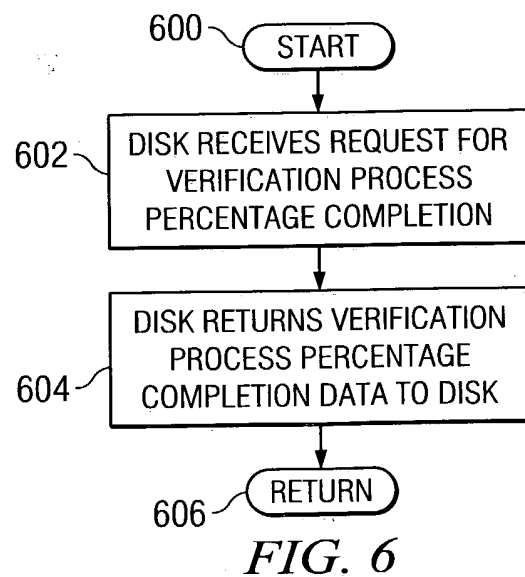 600
START
602
DISK RECEIVES REQUEST FOR
VERIFICATION PROCESS
PERCENTAGE COMPLETION
604
DISK RETURNS VERIFICATION
PROCESS PERCENTAGE
COMPLETION DATA TO DISK
606
RETURN
FIG. 6